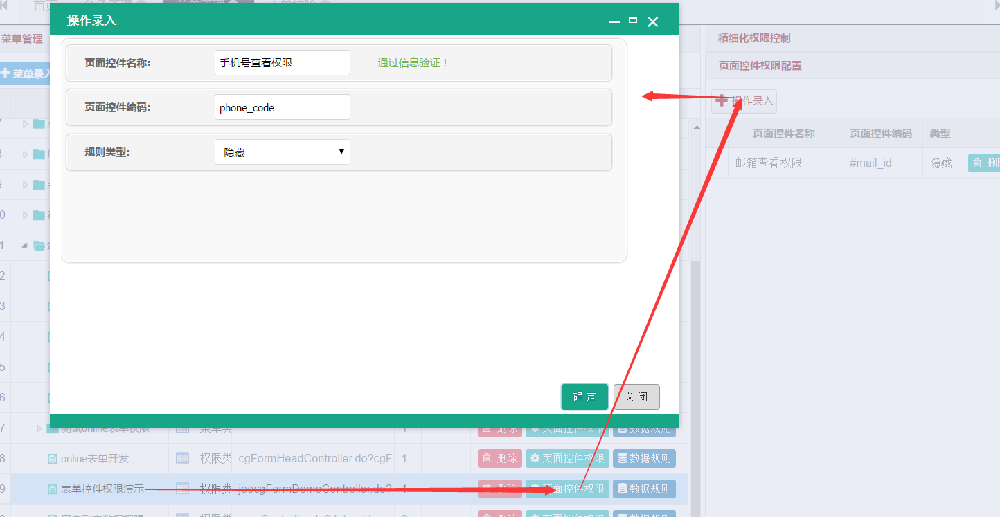 首页
操作录入
菜单管理
精细化权限控制
页面控件名称:
手机号查看权限
通过信息验证！
页面控件权限配置
菜单录入
页面控件编码:
phone_code
操作录入
页面控件名称 页面控件编码 类型
规则类型:
隐藏
邮箱查看权限 #mail_id 隐藏
确 定
关 闭
测试online表单权限 菜单类 1 删除 页面控件权限 数据规则
8 online表单开发 权限类 cgFormHeadController.do?cgF 1 删除 页面控件权限 数据规则
9 表单控件权限演示 权限类 jeecgFormDemoController.do? 1 删除 页面控件权限 数据规则